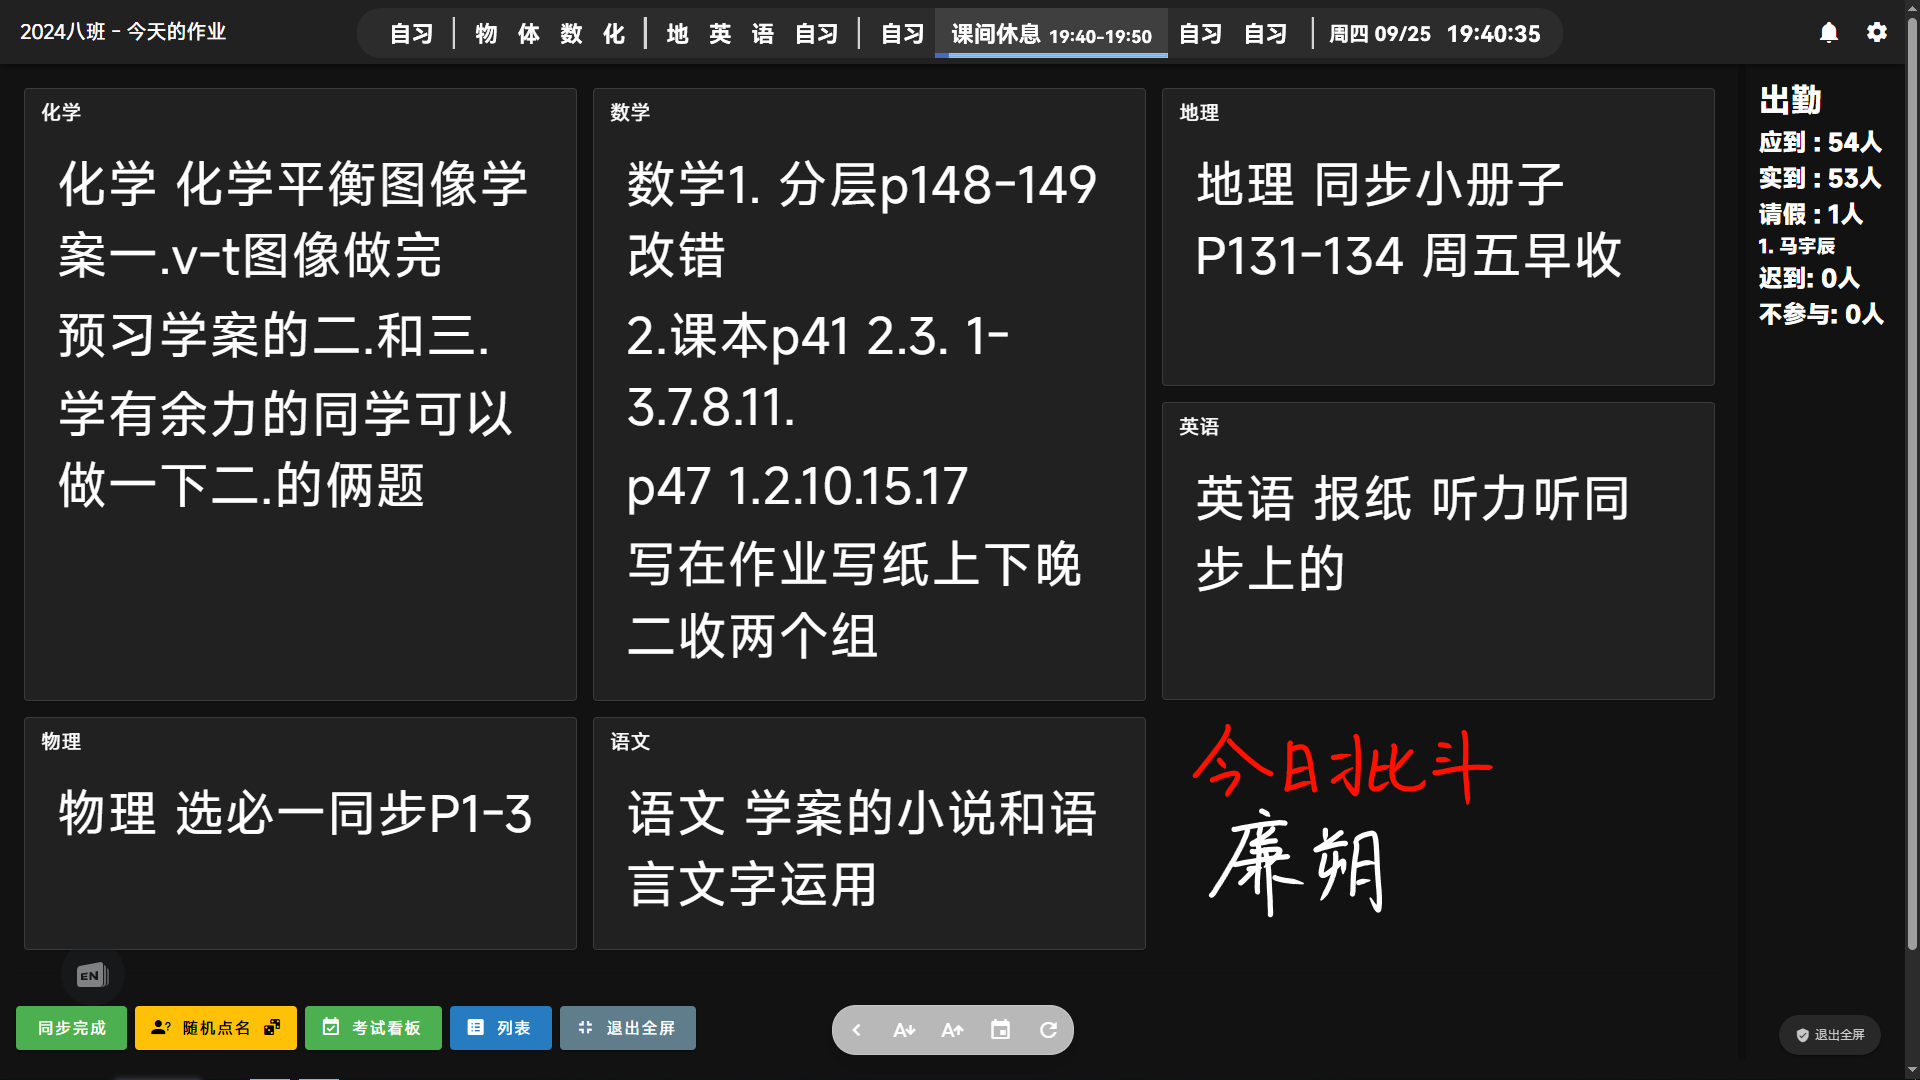 2024八班 - 今天的作业
自习 | 物 体 数 化 | 地 英 语 自习 | 自习 课间休息 19:40-19:50 自习 自习 | 周四 09/25 19:40:35
化学
化学 化学平衡图像学
案一.v-t图像做完
预习学案的二.和三.
学有余力的同学可以
做一下二.的俩题
数学
数学1. 分层p148-149
改错
2.课本p41 2.3. 1-
3.7.8.11.
p47 1.2.10.15.17
写在作业写纸上下晚
二收两个组
地理
地理 同步小册子
P131-134 周五早收
英语
英语 报纸 听力听同
步上的
物理
物理 选必一同步P1-3
语文
语文 学案的小说和语
言文字运用
今日北斗
廉朔
出勤
应到 : 54人
实到 : 53人
请假 : 1人
1. 马宇辰
迟到: 0人
不参与: 0人
EN
同步完成
随机点名
考试看板
列表
退出全屏
退出全屏